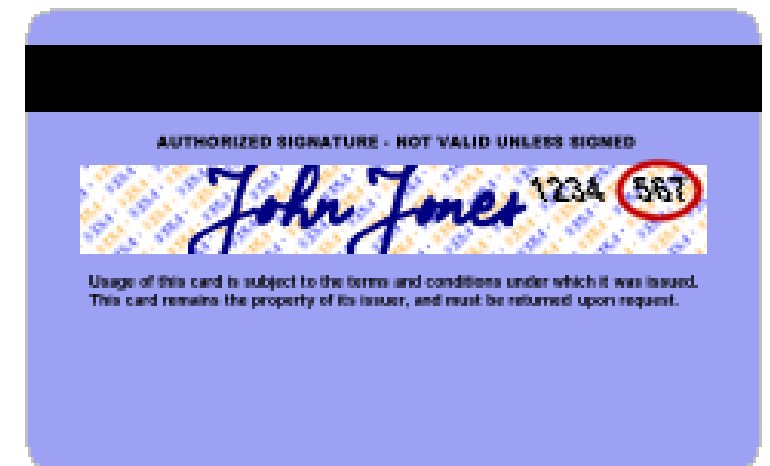 AUTHORIZED SIGNATURE - NOT VALID UNLESS SIGNED
John Jones 1234 567
Usage of this card is subject to the terms and conditions under which it was issued.
This card remains the property of its issuer, and must be returned upon request.